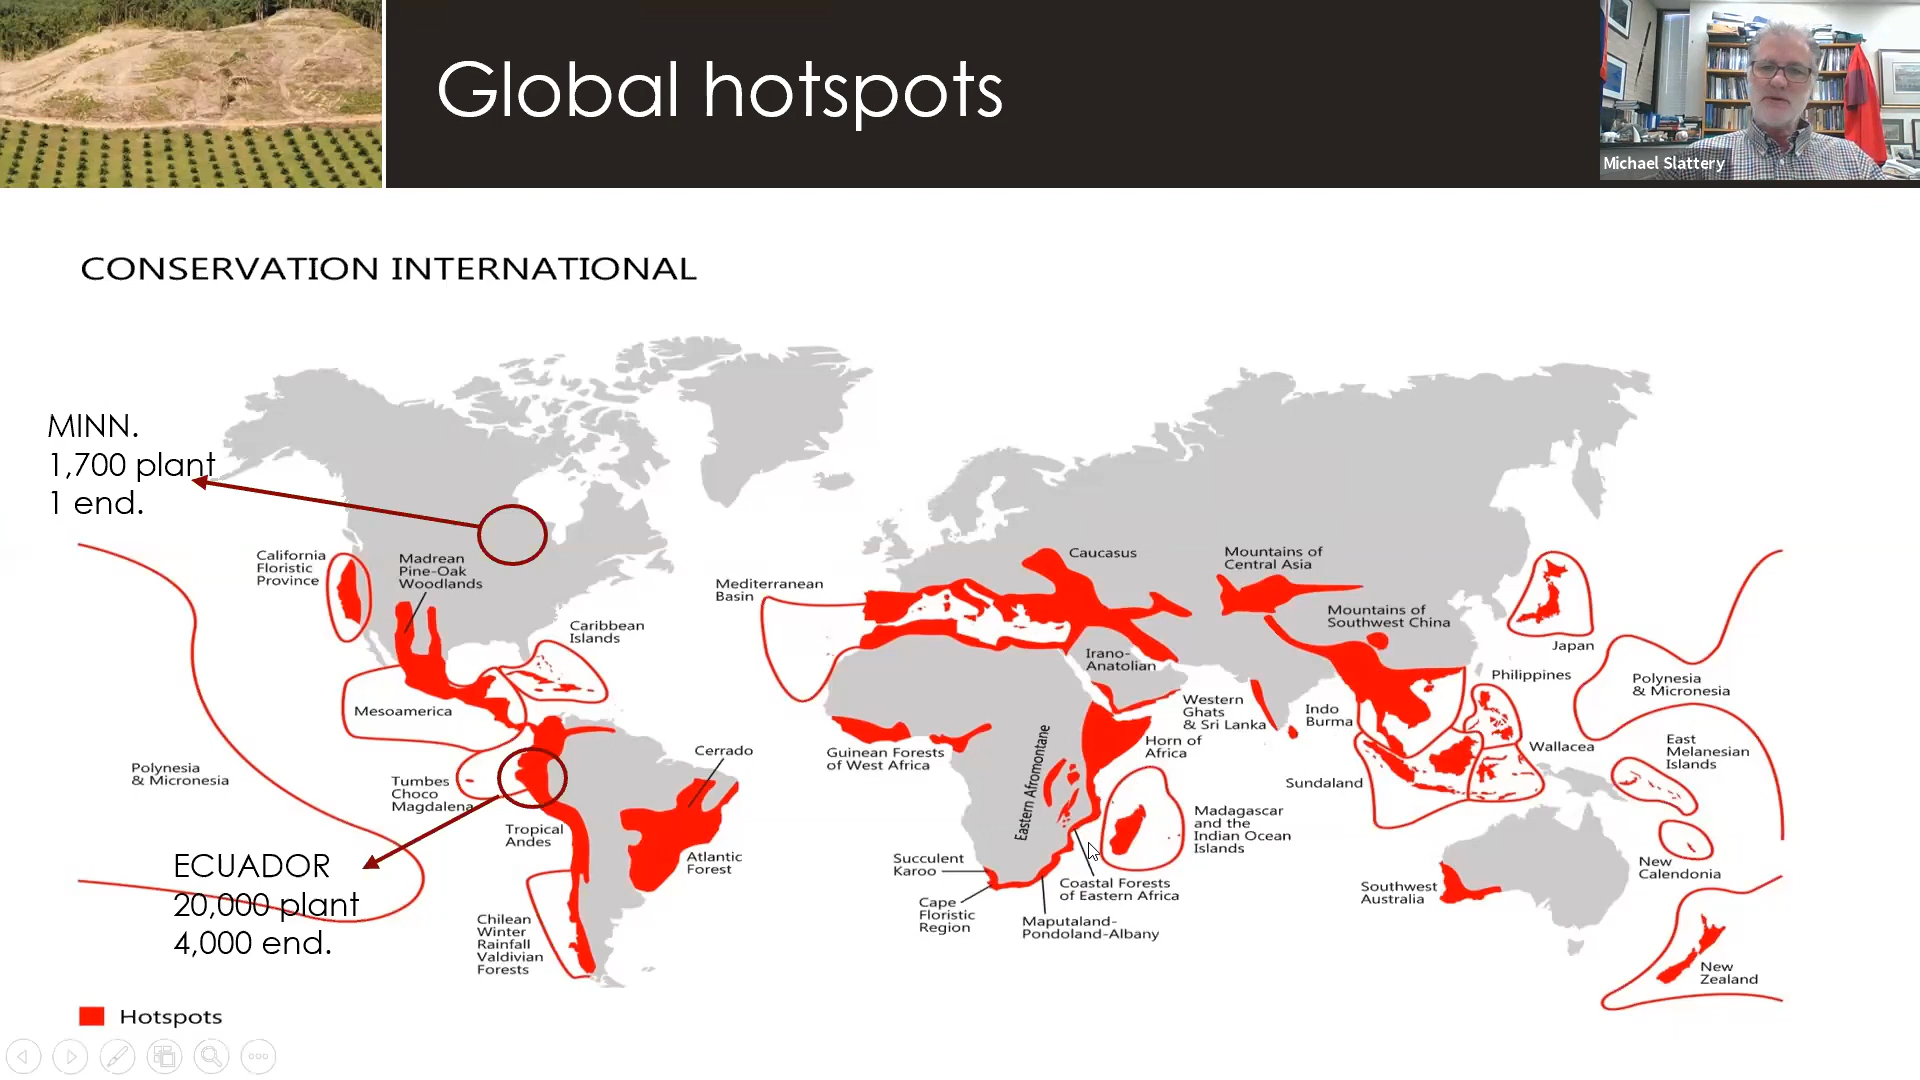 Global hotspots
Michael Slattery
CONSERVATION INTERNATIONAL
MINN.
1,700 plant
1 end.
California
Floristic
Province
Madrean
Pine-Oak
Woodlands
Caribbean
Islands
Mesoamerica
Polynesia
& Micronesia
Tumbes
Choco
Magdalena
Tropical
Andes
Cerrado
Atlantic
Forest
ECUADOR
20,000 plant
4,000 end.
Chilean
Winter
Rainfall
Valdivian
Forests
Mediterranean
Basin
Caucasus
Irano-
Anatolian
Mountains of
Central Asia
Mountains of
Southwest China
Guinean Forests
of West Africa
Eastern Afromontane
Horn of
Africa
Western
Ghats
& Sri Lanka
Indo
Burma
Succulent
Karoo
Cape
Floristic
Region
Maputaland-
Pondoland-Albany
Coastal Forests
of Eastern Africa
Madagascar
and the
Indian Ocean
Islands
Sundaland
Wallacea
Philippines
Japan
Polynesia
& Micronesia
East
Melanesian
Islands
New
Calendonia
Southwest
Australia
New
Zealand
Hotspots